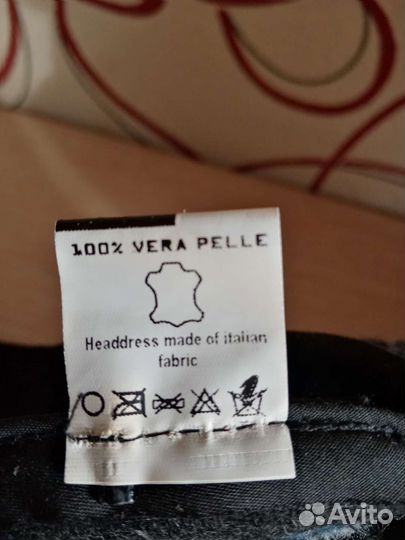 100% VERA PELLE
Headdress made of italian
fabric
Avito